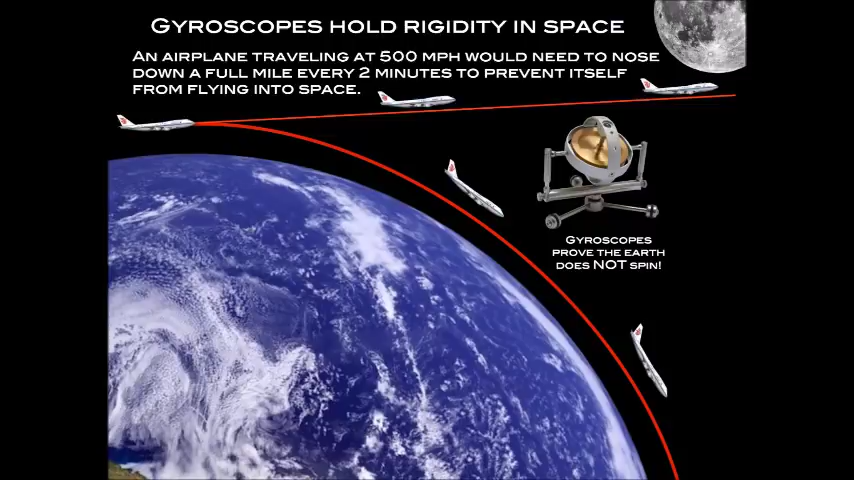 Gyroscopes hold rigidity in space
An airplane traveling at 500 mph would need to nose
down a full mile every 2 minutes to prevent itself
from flying into space.
Gyroscopes
prove the earth
does NOT spin!